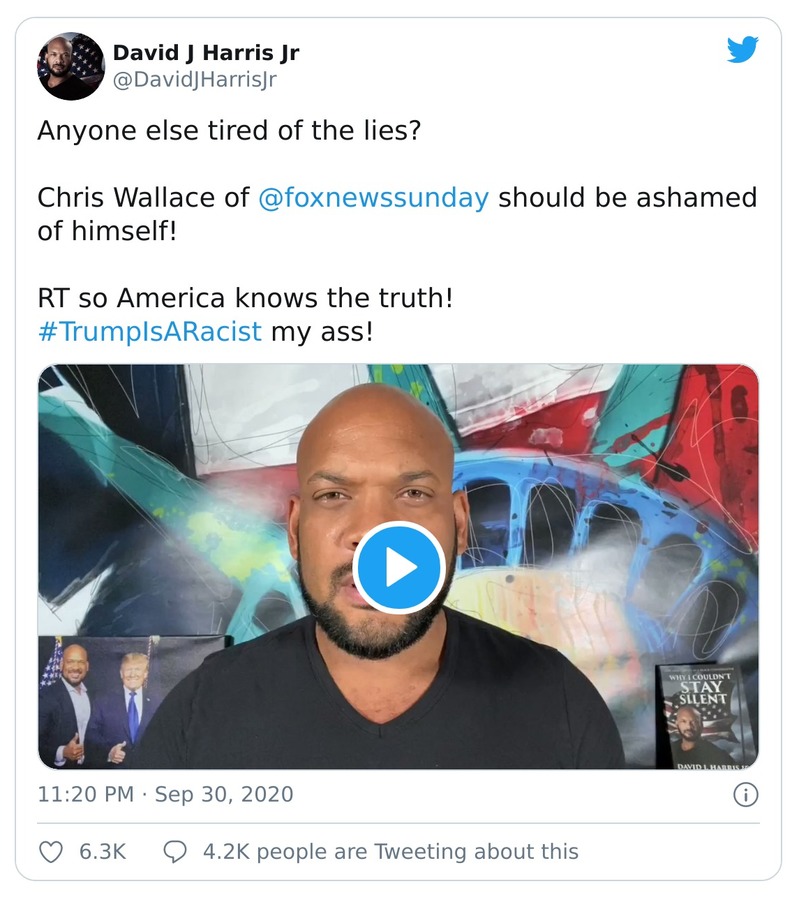 David J Harris Jr
@DavidJHarrisJr
Anyone else tired of the lies?
Chris Wallace of @foxnewssunday should be ashamed
of himself!
RT so America knows the truth!
#TrumpIsARacist my ass!
WHY I COULDN'T
STAY
SILENT
DAVID J. HARRIS JR
11:20 PM · Sep 30, 2020
6.3K
4.2K people are Tweeting about this